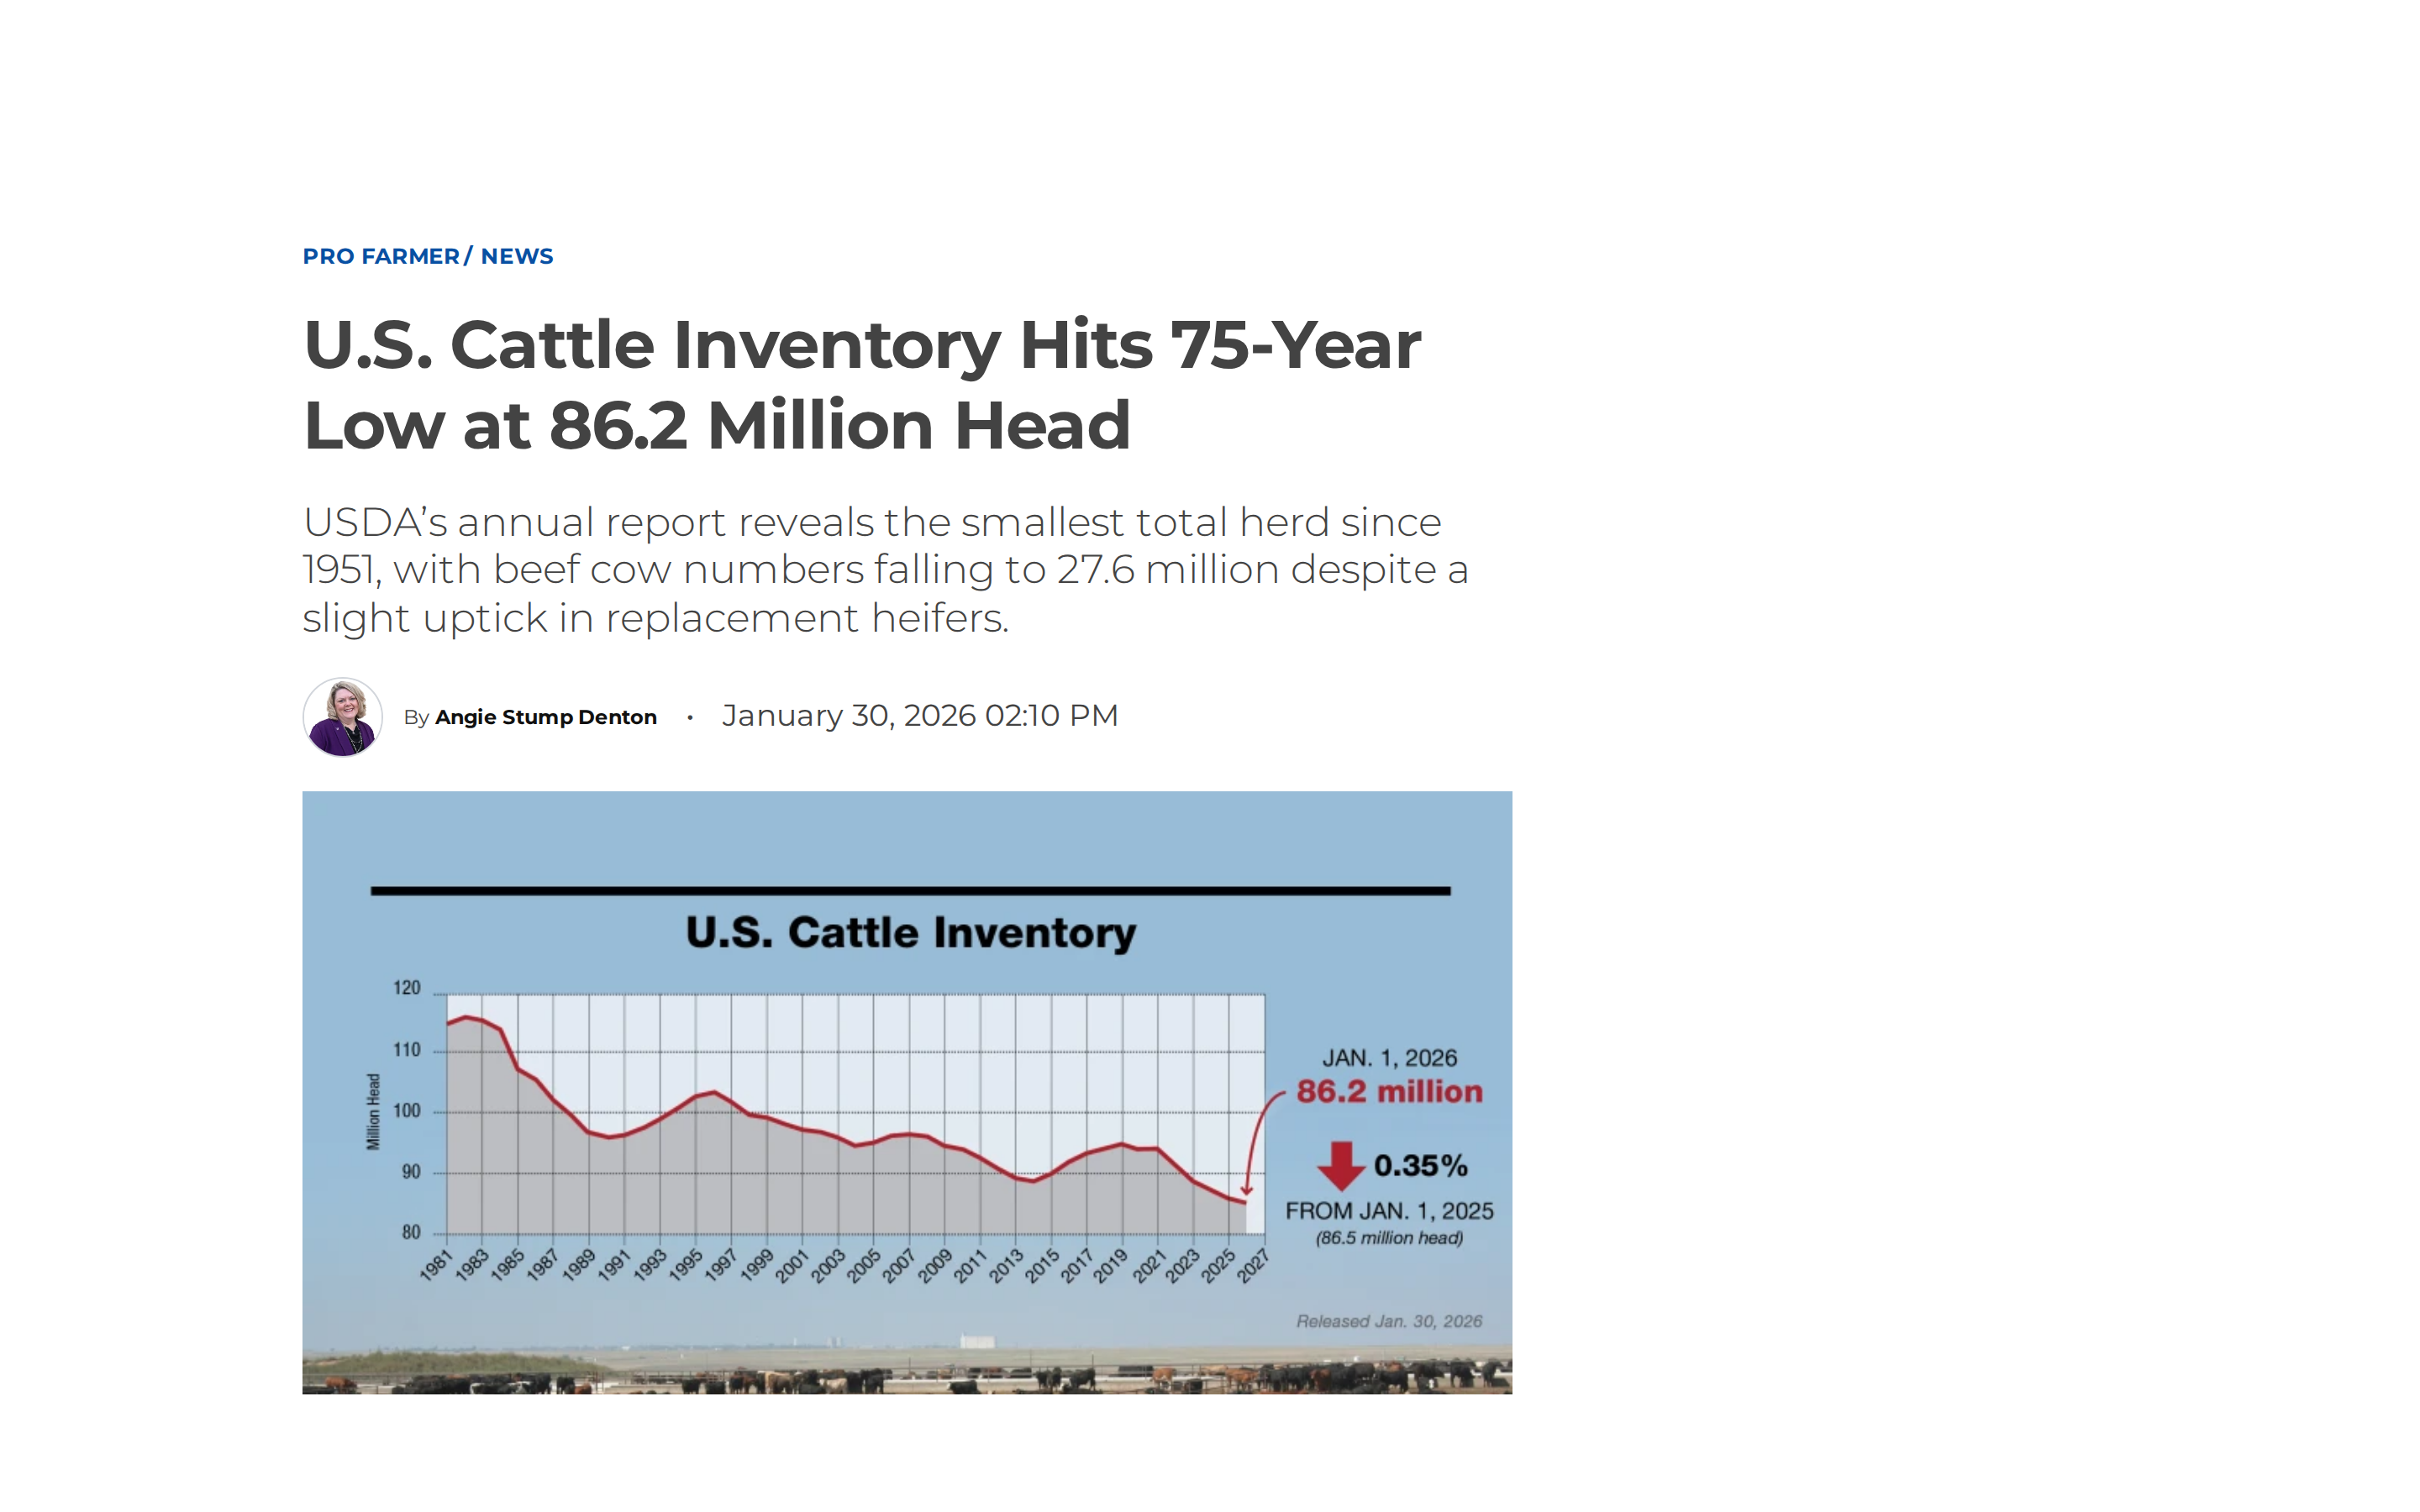 PRO FARMER / NEWS
U.S. Cattle Inventory Hits 75-Year
Low at 86.2 Million Head
USDA’s annual report reveals the smallest total herd since
1951, with beef cow numbers falling to 27.6 million despite a
slight uptick in replacement heifers.
By Angie Stump Denton • January 30, 2026 02:10 PM
U.S. Cattle Inventory
Million Head
120
110
100
90
80
1981 1983 1985 1987 1989 1991 1993 1995 1997 1999 2001 2003 2005 2007 2009 2011 2013 2015 2017 2019 2021 2023 2025 2027
JAN. 1, 2026
86.2 million
0.35%
FROM JAN. 1, 2025
(86.5 million head)
Released Jan. 30, 2026